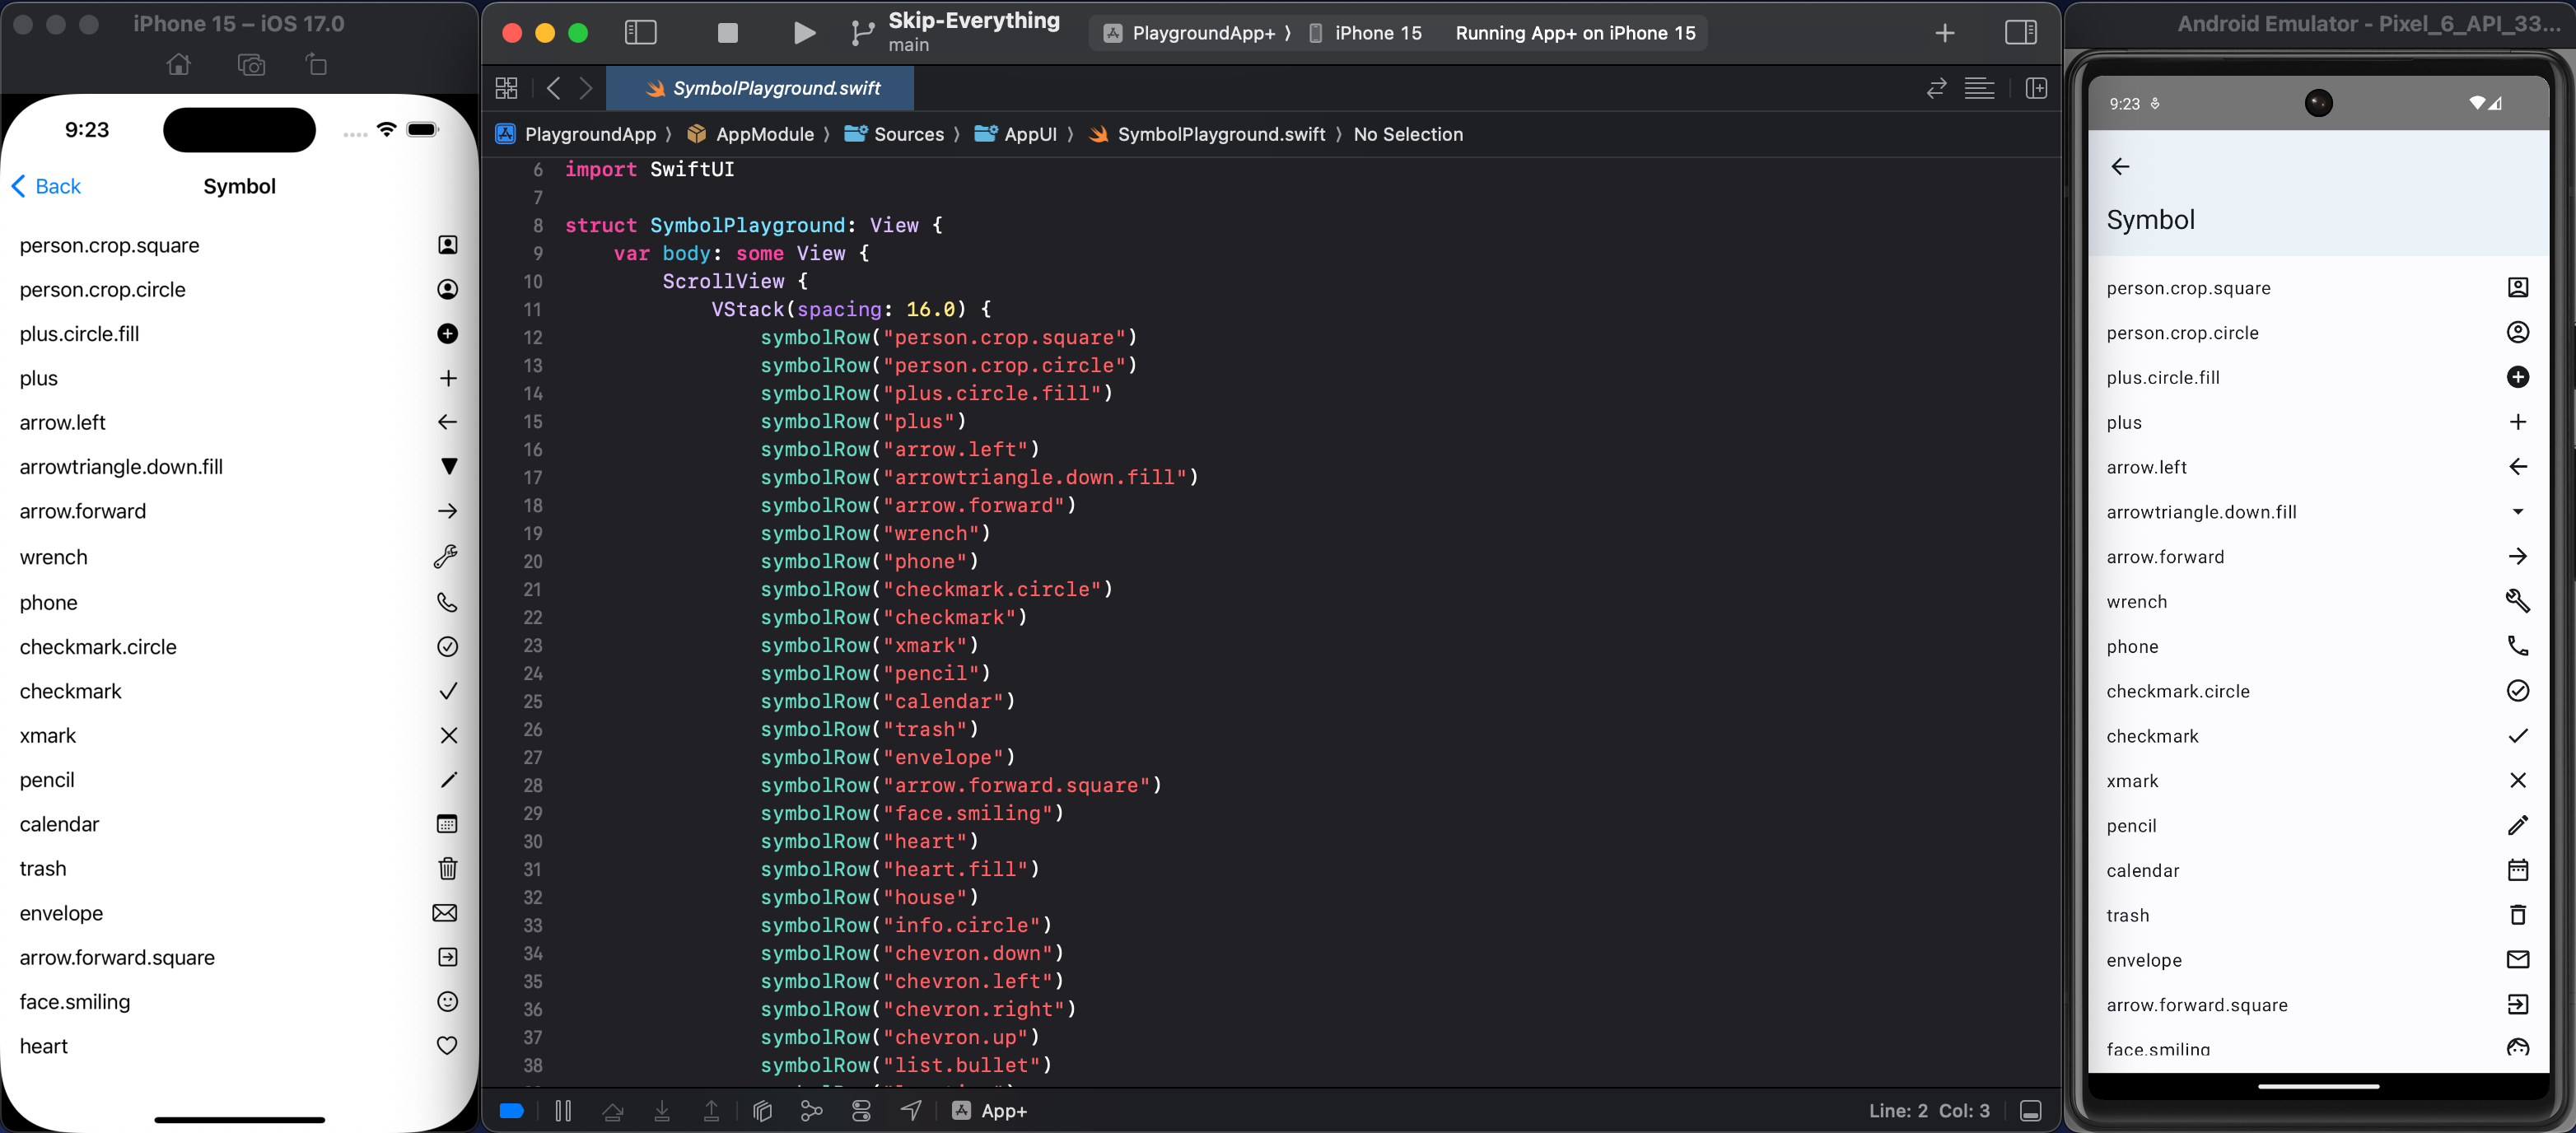 iPhone 15 – iOS 17.0
9:23
Back
Symbol
person.crop.square
person.crop.circle
plus.circle.fill
plus
arrow.left
arrowtriangle.down.fill
arrow.forward
wrench
phone
checkmark.circle
checkmark
xmark
pencil
calendar
trash
envelope
arrow.forward.square
face.smiling
heart
Skip-Everything
main
PlaygroundApp+ ⟩ iPhone 15
Running App+ on iPhone 15
SymbolPlayground.swift
PlaygroundApp ⟩ AppModule ⟩ Sources ⟩ AppUI ⟩ SymbolPlayground.swift ⟩ No Selection
6 import SwiftUI
7
8 struct SymbolPlayground: View {
9 var body: some View {
10 ScrollView {
11 VStack(spacing: 16.0) {
12 symbolRow("person.crop.square")
13 symbolRow("person.crop.circle")
14 symbolRow("plus.circle.fill")
15 symbolRow("plus")
16 symbolRow("arrow.left")
17 symbolRow("arrowtriangle.down.fill")
18 symbolRow("arrow.forward")
19 symbolRow("wrench")
20 symbolRow("phone")
21 symbolRow("checkmark.circle")
22 symbolRow("checkmark")
23 symbolRow("xmark")
24 symbolRow("pencil")
25 symbolRow("calendar")
26 symbolRow("trash")
27 symbolRow("envelope")
28 symbolRow("arrow.forward.square")
29 symbolRow("face.smiling")
30 symbolRow("heart")
31 symbolRow("heart.fill")
32 symbolRow("house")
33 symbolRow("info.circle")
34 symbolRow("chevron.down")
35 symbolRow("chevron.left")
36 symbolRow("chevron.right")
37 symbolRow("chevron.up")
38 symbolRow("list.bullet")
App+
Line: 2 Col: 3
Android Emulator - Pixel_6_API_33...
9:23
Symbol
person.crop.square
person.crop.circle
plus.circle.fill
plus
arrow.left
arrowtriangle.down.fill
arrow.forward
wrench
phone
checkmark.circle
checkmark
xmark
pencil
calendar
trash
envelope
arrow.forward.square
face.smiling